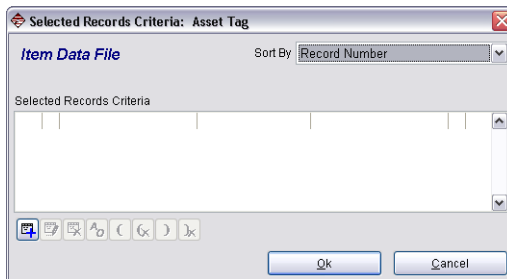 Selected Records Criteria: Asset Tag
Item Data File
Sort By Record Number
Selected Records Criteria
A O ( (x ) )x
Ok Cancel